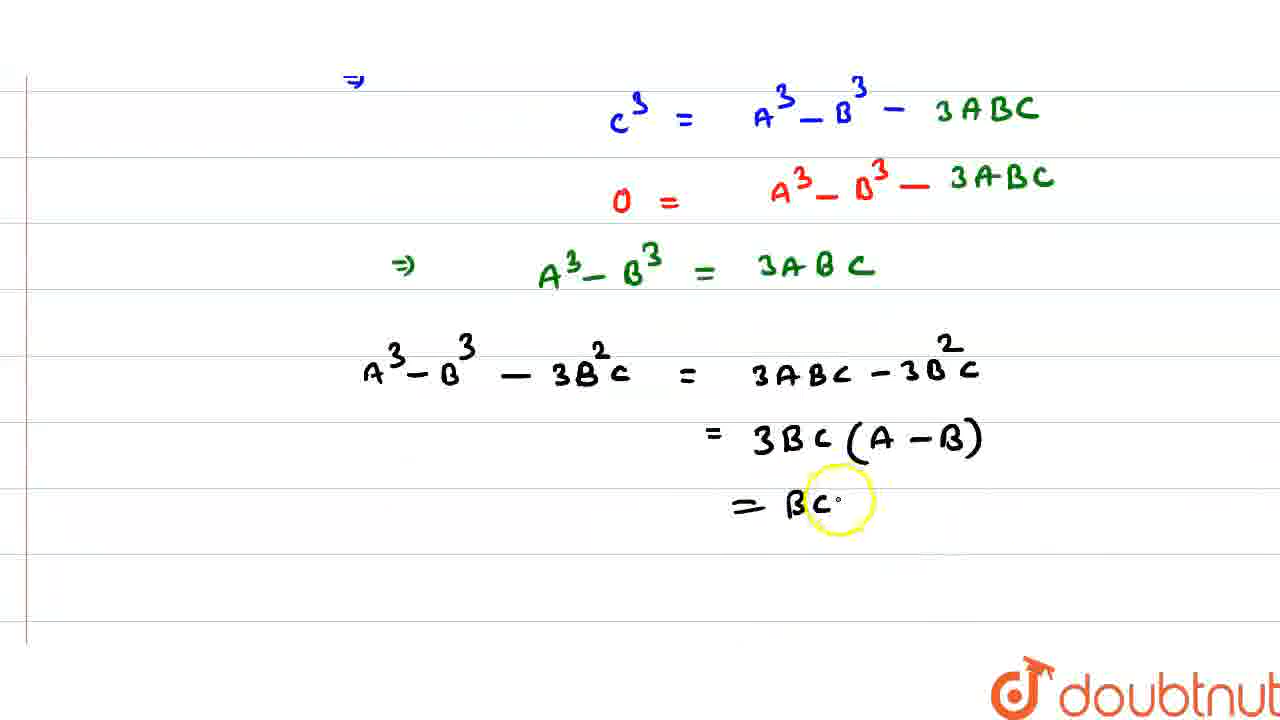 ⇒
C³ = A³ - B³ - 3ABC
0 = A³ - B³ - 3ABC
⇒ A³ - B³ = 3ABC
A³ - B³ - 3B²C = 3ABC - 3B²C
= 3BC(A - B)
= BC
doubtnut